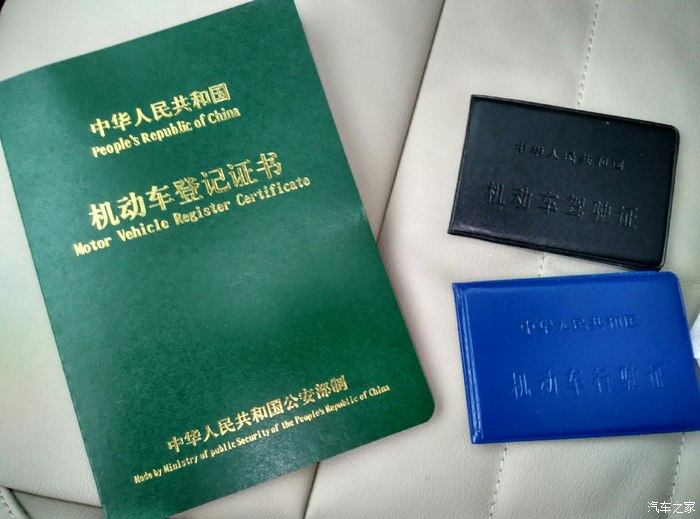 中华人民共和国
People's Republic of China
机动车登记证书
Motor Vehicle Register Certificate
中华人民共和国公安部制
Made by Ministry of public Security of the People's Republic of China
中华人民共和国
机动车驾驶证
中华人民共和国
机动车行驶证
汽车之家